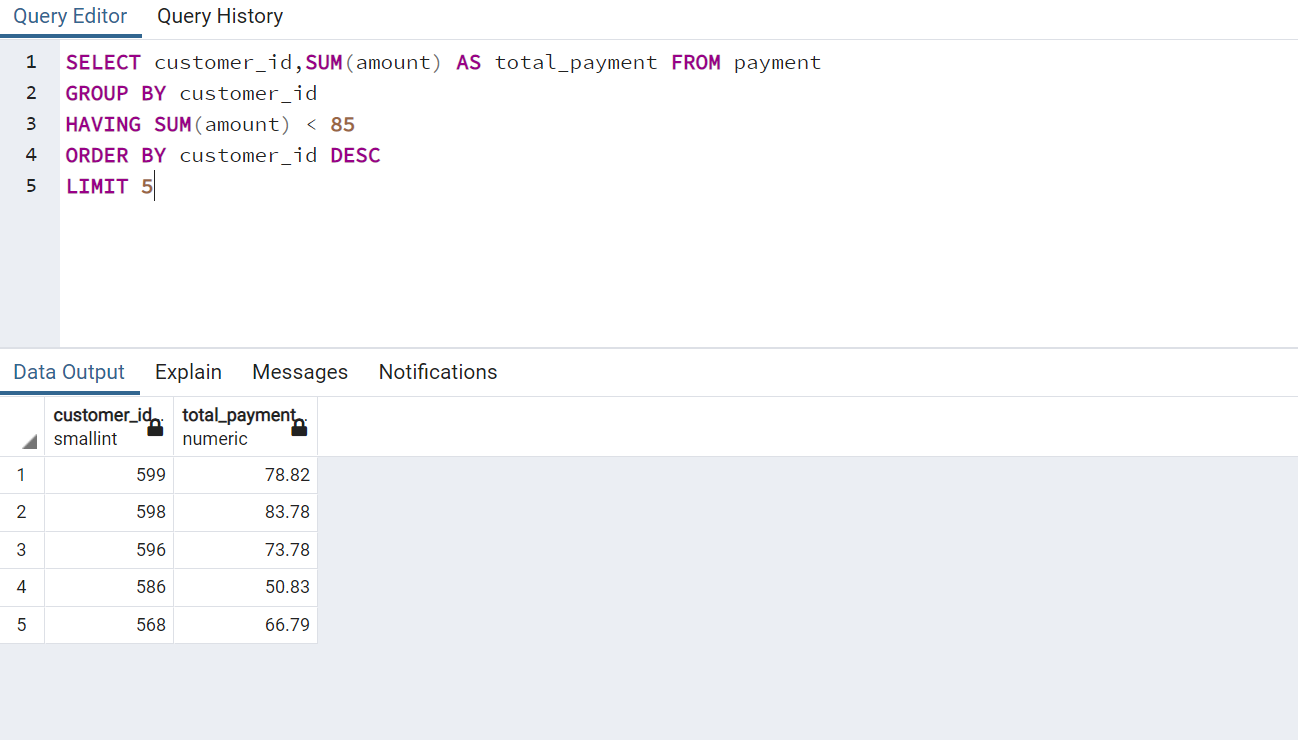 Query Editor Query History
1 SELECT customer_id,SUM(amount) AS total_payment FROM payment
2 GROUP BY customer_id
3 HAVING SUM(amount) < 85
4 ORDER BY customer_id DESC
5 LIMIT 5
Data Output Explain Messages Notifications
customer_id total_payment
smallint numeric
1 599 78.82
2 598 83.78
3 596 73.78
4 586 50.83
5 568 66.79